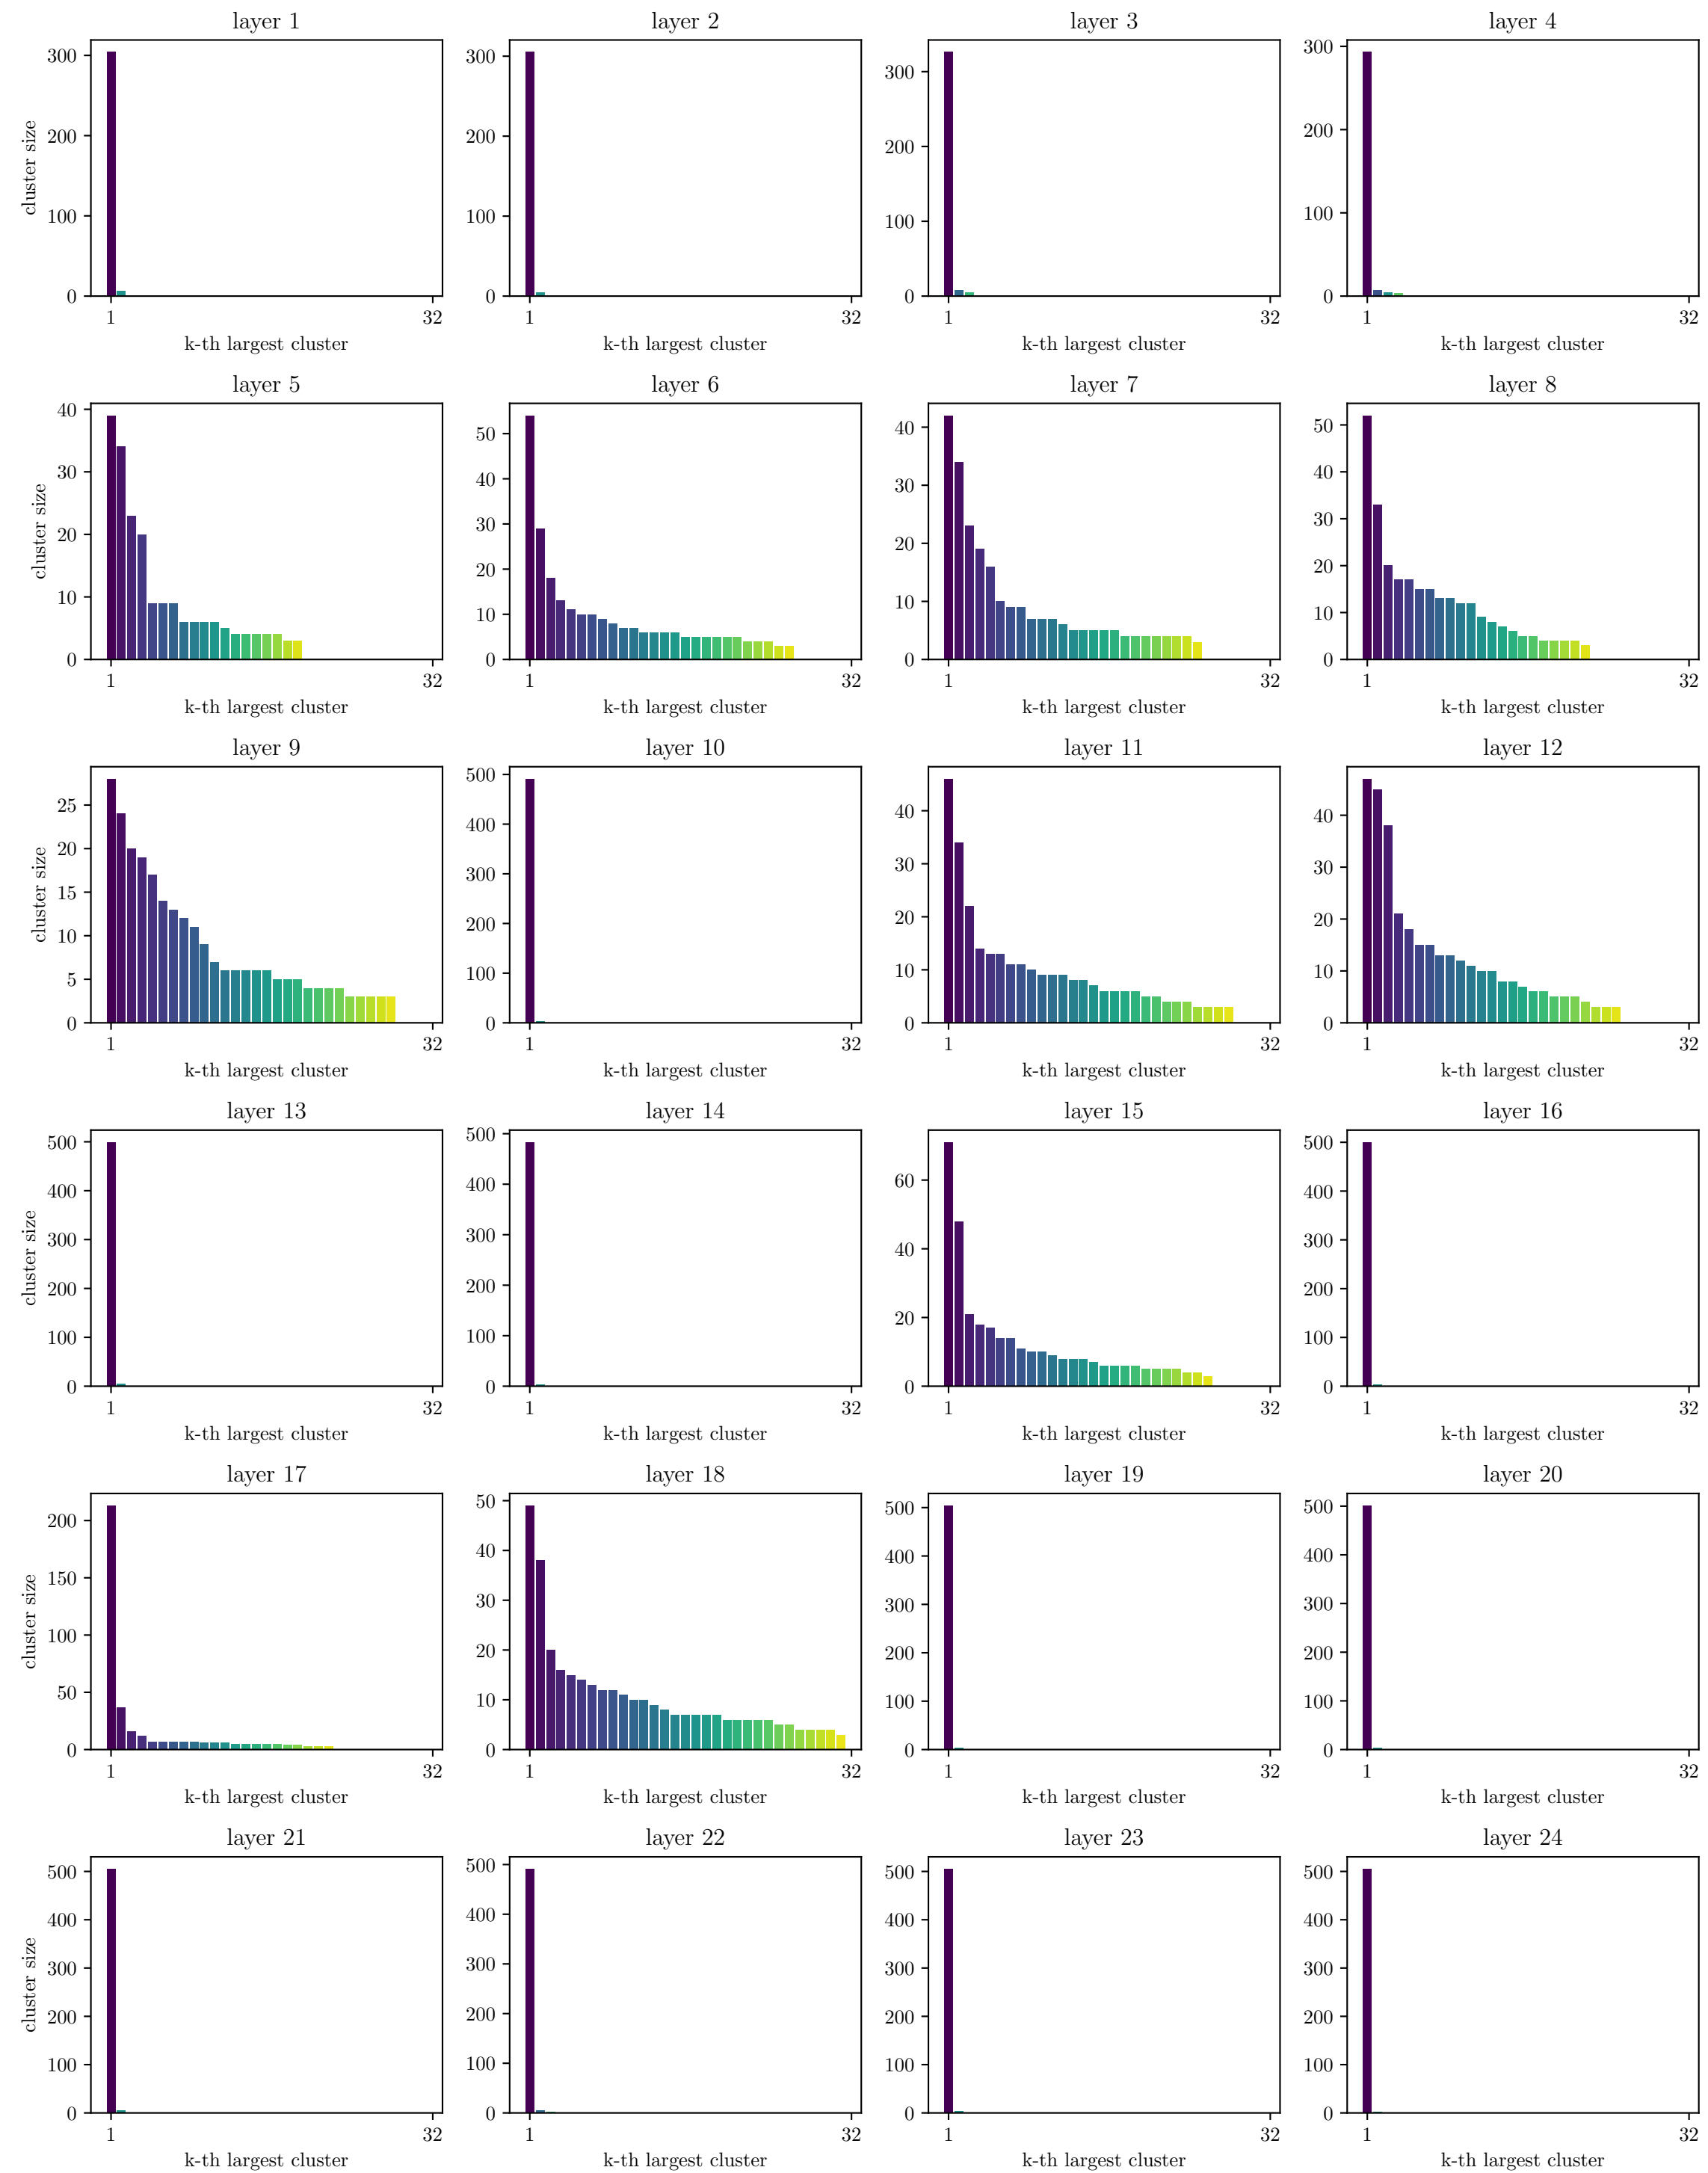 layer 1
layer 2
layer 3
layer 4
cluster size
300
200
100
0
300
200
100
0
300
200
100
0
300
200
100
0
1 32
1 32
1 32
1 32
k-th largest cluster
k-th largest cluster
k-th largest cluster
k-th largest cluster
layer 5
layer 6
layer 7
layer 8
cluster size
40
30
20
10
0
50
40
30
20
10
0
40
30
20
10
0
50
40
30
20
10
0
1 32
1 32
1 32
1 32
k-th largest cluster
k-th largest cluster
k-th largest cluster
k-th largest cluster
layer 9
layer 10
layer 11
layer 12
cluster size
25
20
15
10
5
0
500
400
300
200
100
0
40
30
20
10
0
40
30
20
10
0
1 32
1 32
1 32
1 32
k-th largest cluster
k-th largest cluster
k-th largest cluster
k-th largest cluster
layer 13
layer 14
layer 15
layer 16
cluster size
500
400
300
200
100
0
500
400
300
200
100
0
60
40
20
0
500
400
300
200
100
0
1 32
1 32
1 32
1 32
k-th largest cluster
k-th largest cluster
k-th largest cluster
k-th largest cluster
layer 17
layer 18
layer 19
layer 20
cluster size
200
150
100
50
0
50
40
30
20
10
0
500
400
300
200
100
0
500
400
300
200
100
0
1 32
1 32
1 32
1 32
k-th largest cluster
k-th largest cluster
k-th largest cluster
k-th largest cluster
layer 21
layer 22
layer 23
layer 24
cluster size
500
400
300
200
100
0
500
400
300
200
100
0
500
400
300
200
100
0
500
400
300
200
100
0
1 32
1 32
1 32
1 32
k-th largest cluster
k-th largest cluster
k-th largest cluster
k-th largest cluster